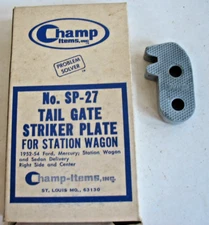 Champ
Items, INC.
PROBLEM
SOLVER
No. SP-27
TAIL GATE
STRIKER PLATE
FOR STATION WAGON
1952-54 Ford, Mercury; Station Wagon
and Sedan Delivery
Right Side and Center
Champ-Items, INC.
ST. LOUIS MO., 63130